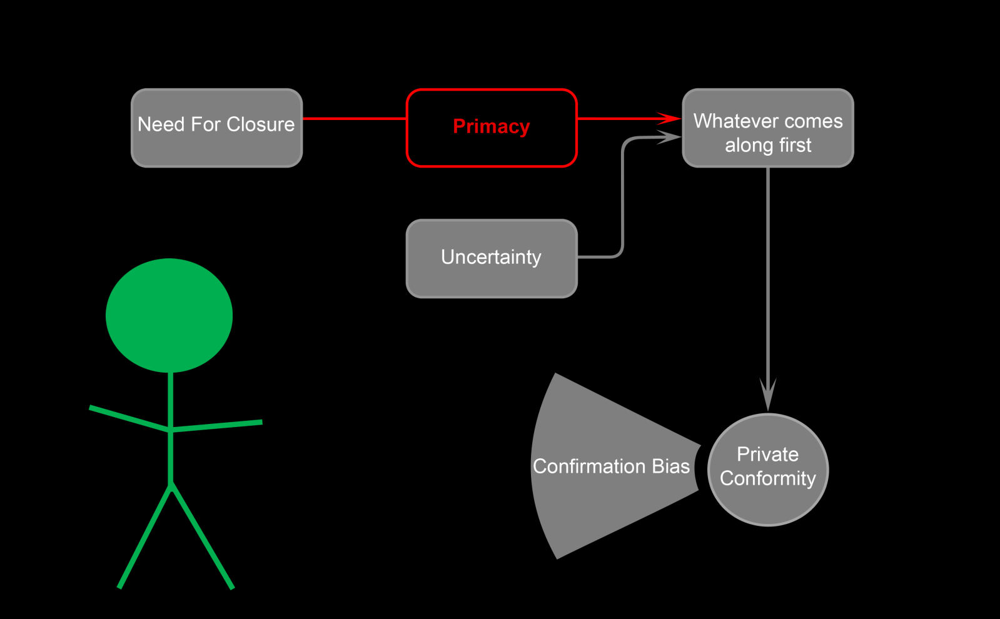 Need For Closure
Primacy
Whatever comes
along first
Uncertainty
Confirmation Bias
Private
Conformity